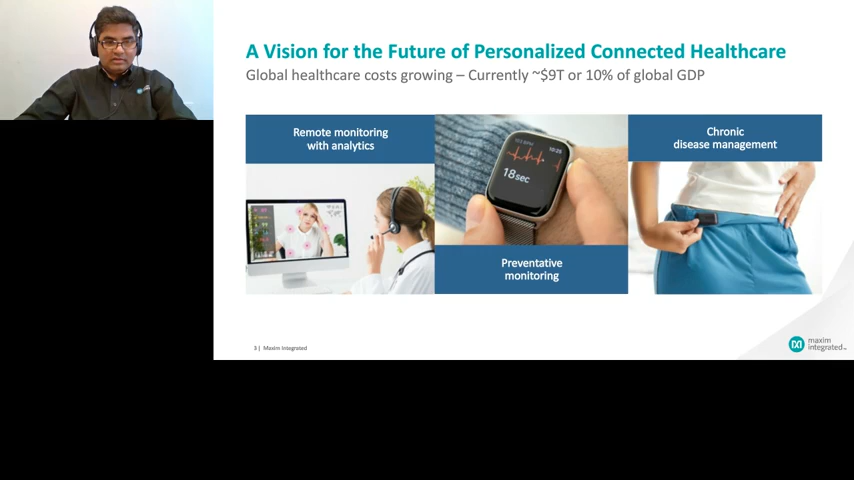 A Vision for the Future of Personalized Connected Healthcare
Global healthcare costs growing – Currently ~$9T or 10% of global GDP
Remote monitoring
with analytics
10:25
18sec
Preventative
monitoring
Chronic
disease management
3 | Maxim Integrated
maxim
integrated™